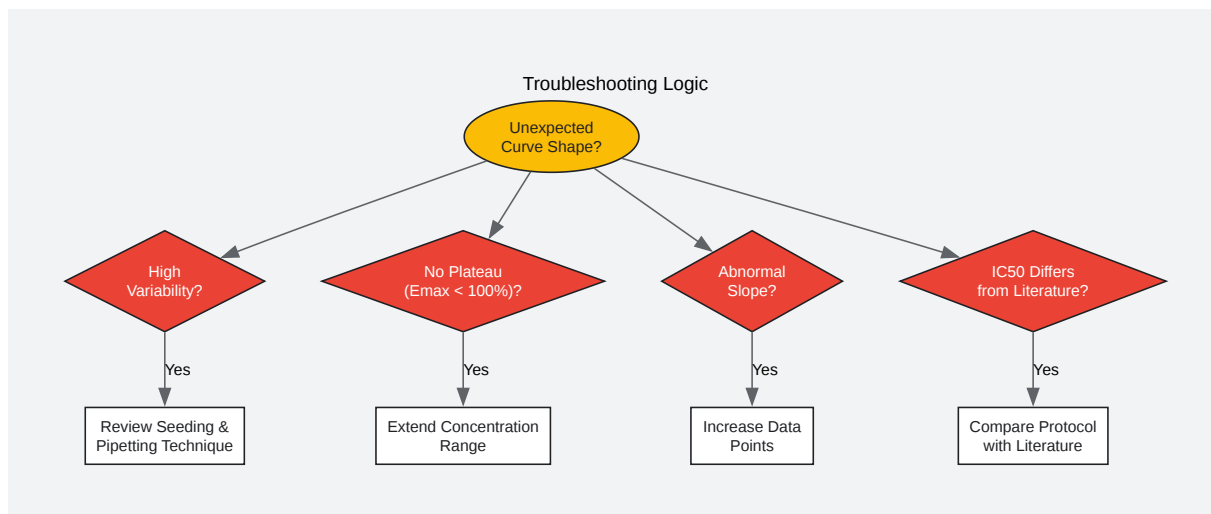 Troubleshooting Logic
Unexpected
Curve Shape?
High
Variability?
No Plateau
(Emax < 100%)?
Abnormal
Slope?
IC50 Differs
from Literature?
Yes
Yes
Yes
Yes
Review Seeding &
Pipetting Technique
Extend Concentration
Range
Increase Data
Points
Compare Protocol
with Literature